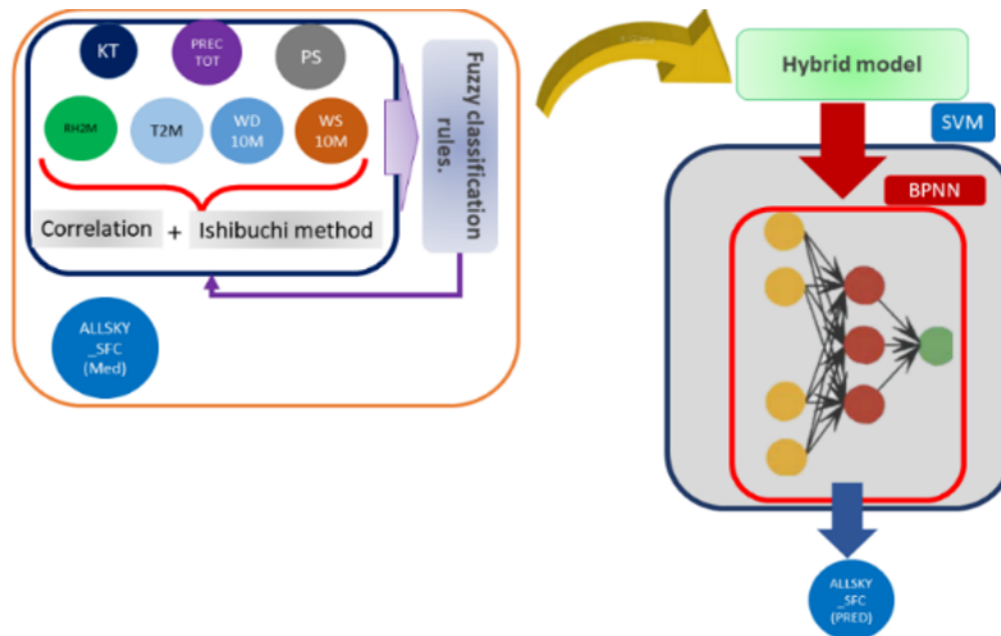 KT
PREC
TOT
PS
RH2M
T2M
WD
10M
WS
10M
Correlation + Ishibuchi method
Fuzzy classification
rules.
ALLSKY
_SFC
(Med)
Hybrid model
SVM
BPNN
ALLSKY
_SFC
(PRED)